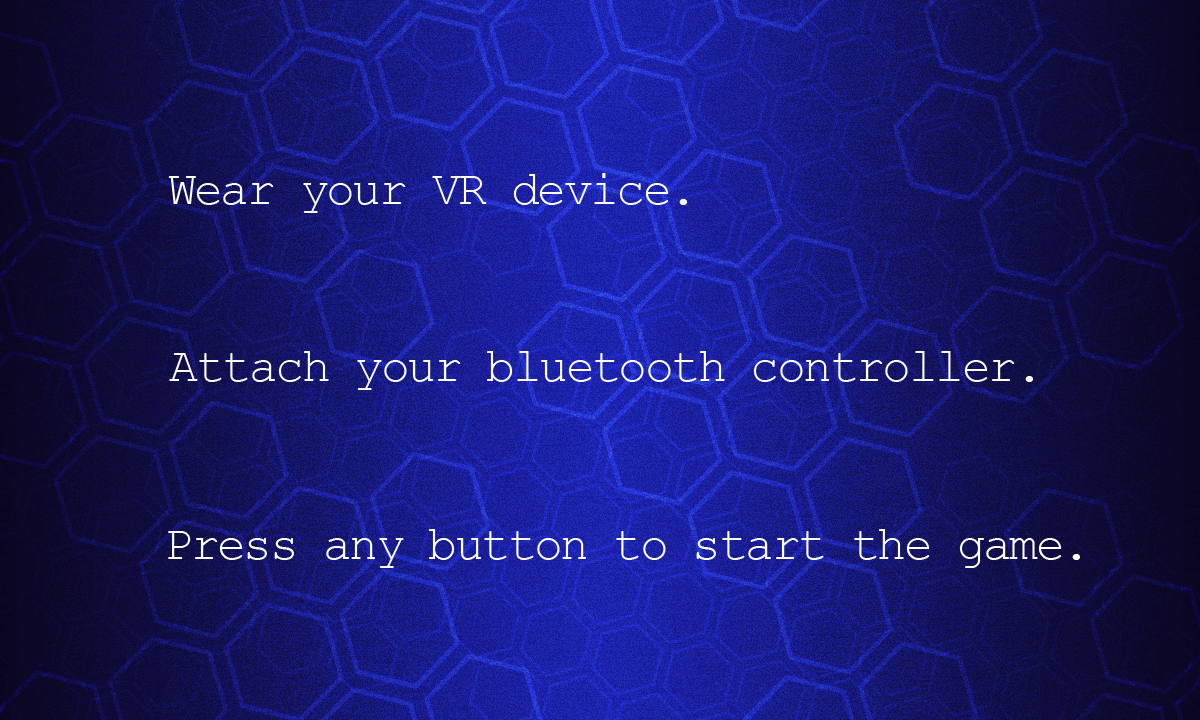 Wear your VR device.
Attach your bluetooth controller.
Press any button to start the game.